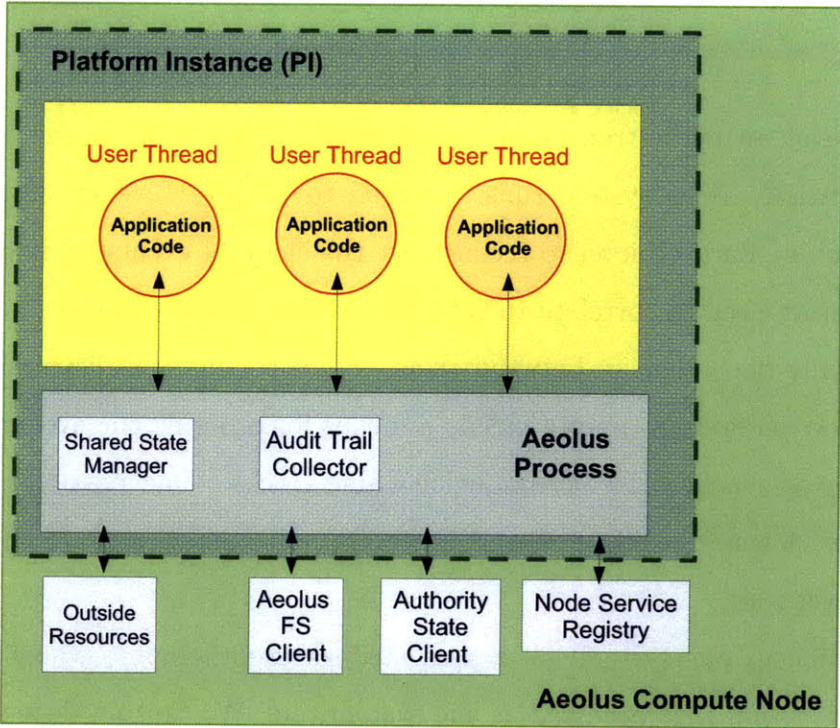 Platform Instance (PI)
User Thread
User Thread
User Thread
Application
Code
Application
Code
Application
Code
Shared State
Manager
Audit Trail
Collector
Aeolus
Process
Outside
Resources
Aeolus
FS
Client
Authority
State
Client
Node Service
Registry
Aeolus Compute Node